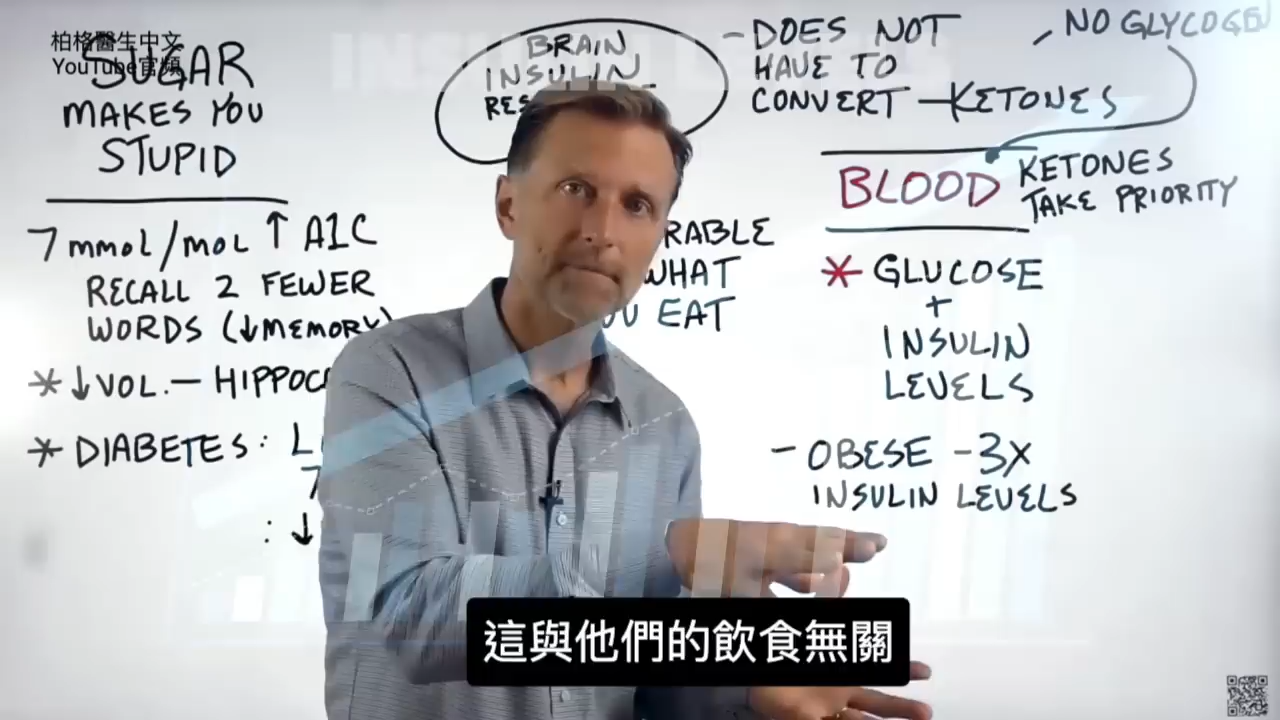 柏格醫生中文
YouTube官頻
SUGAR
MAKES YOU
STUPID
7 mmol/mol ↑ A1C
RECALL 2 FEWER
WORDS (↓MEMORY)
* ↓ VOL. — HIPPOC
* DIABETES: L
7
: ↓
BRAIN
INSULIN
RES
RABLE
WHAT
OU EAT
- DOES NOT
HAVE TO
CONVERT — KETONES
NO GLYCOGEN
BLOOD
KETONES
TAKE PRIORITY
* GLUCOSE
+
INSULIN
LEVELS
- OBESE - 3X
INSULIN LEVELS
這與他們的飲食無關